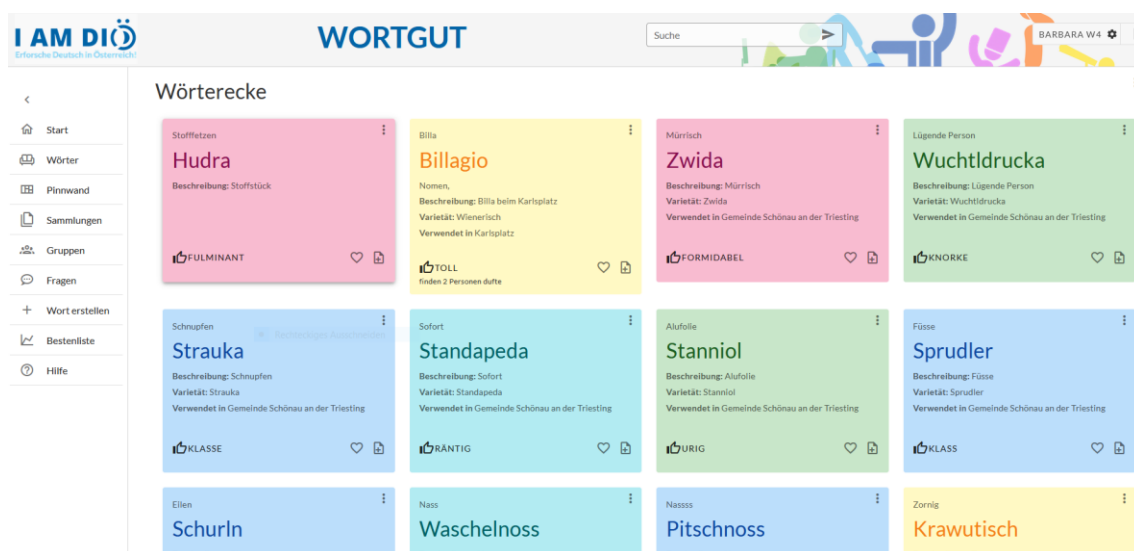 I AM DIÖ
Erforsche Deutsch in Österreich!
WORTGUT
Suche
BARBARA W4
Start
Wörter
Pinnwand
Sammlungen
Gruppen
Fragen
Wort erstellen
Bestenliste
Hilfe
Wörterecke
Stofffetzen
Hudra
Beschreibung: Stoffstück
FULMINANT
Billa
Billagio
Nomen,
Beschreibung: Billa beim Karlsplatz
Varietät: Wienerisch
Verwendet in Karlsplatz
TOLL
finden 2 Personen dufte
Mürrisch
Zwida
Beschreibung: Mürrisch
Varietät: Zwida
Verwendet in Gemeinde Schönau an der Triesting
FORMIDABEL
Lügende Person
Wuchtldrucka
Beschreibung: Lügende Person
Varietät: Wuchtldrucka
Verwendet in Gemeinde Schönau an der Triesting
KNORKE
Schnupfen
Strauka
Beschreibung: Schnupfen
Varietät: Strauka
Verwendet in Gemeinde Schönau an der Triesting
KLASSE
Rechteckiges Ausschneiden
Sofort
Standapeda
Beschreibung: Sofort
Varietät: Standapeda
Verwendet in Gemeinde Schönau an der Triesting
RÄNTIG
Alufolie
Stanniol
Beschreibung: Alufolie
Varietät: Stanniol
Verwendet in Gemeinde Schönau an der Triesting
URIG
Füsse
Sprudler
Beschreibung: Füsse
Varietät: Sprudler
Verwendet in Gemeinde Schönau an der Triesting
KLASS
Ellen
Schurln
Nass
Waschelnoss
Nassss
Pitschnoss
Zornig
Krawutisch